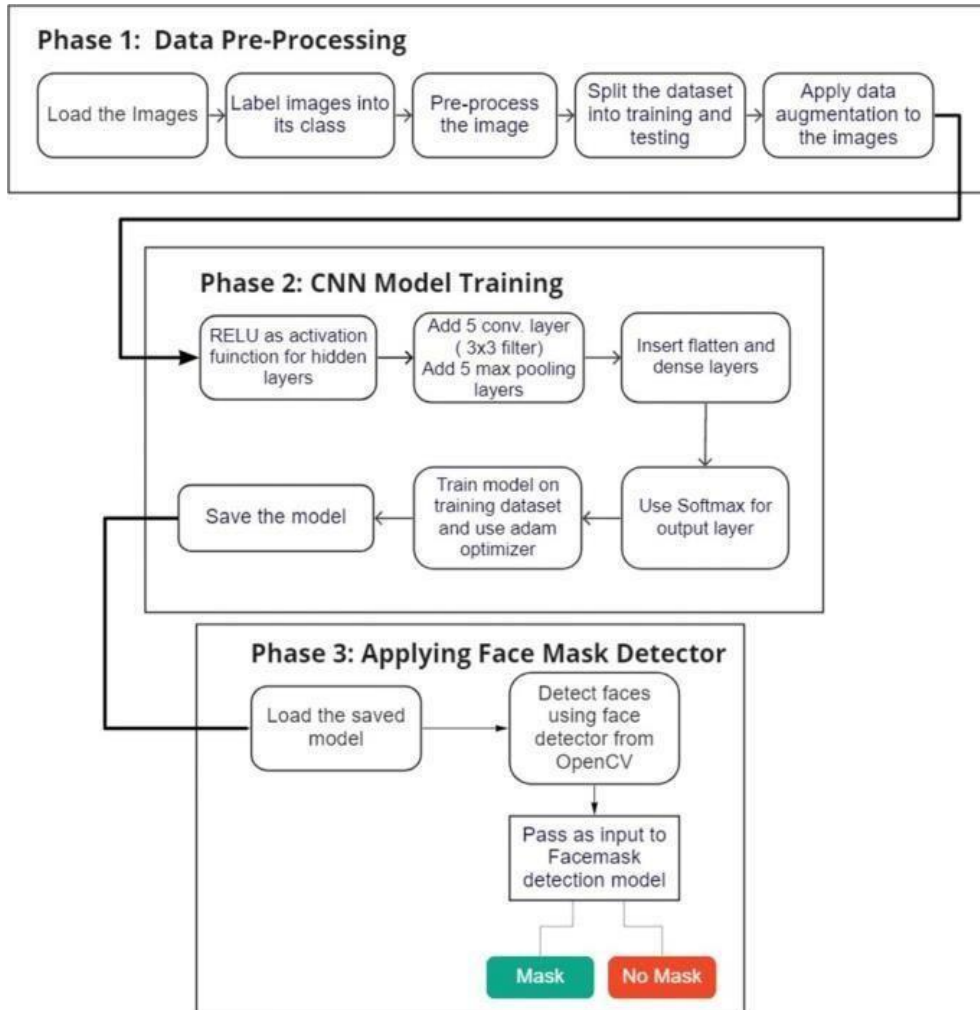 Phase 1: Data Pre-Processing
Load the Images
Label images into
its class
Pre-process
the image
Split the dataset
into training and
testing
Apply data
augmentation to
the images
Phase 2: CNN Model Training
RELU as activation
fuinction for hidden
layers
Add 5 conv. layer
( 3x3 filter)
Add 5 max pooling
layers
Insert flatten and
dense layers
Use Softmax for
output layer
Train model on
training dataset
and use adam
optimizer
Save the model
Phase 3: Applying Face Mask Detector
Load the saved
model
Detect faces
using face
detector from
OpenCV
Pass as input to
Facemask
detection model
Mask
No Mask